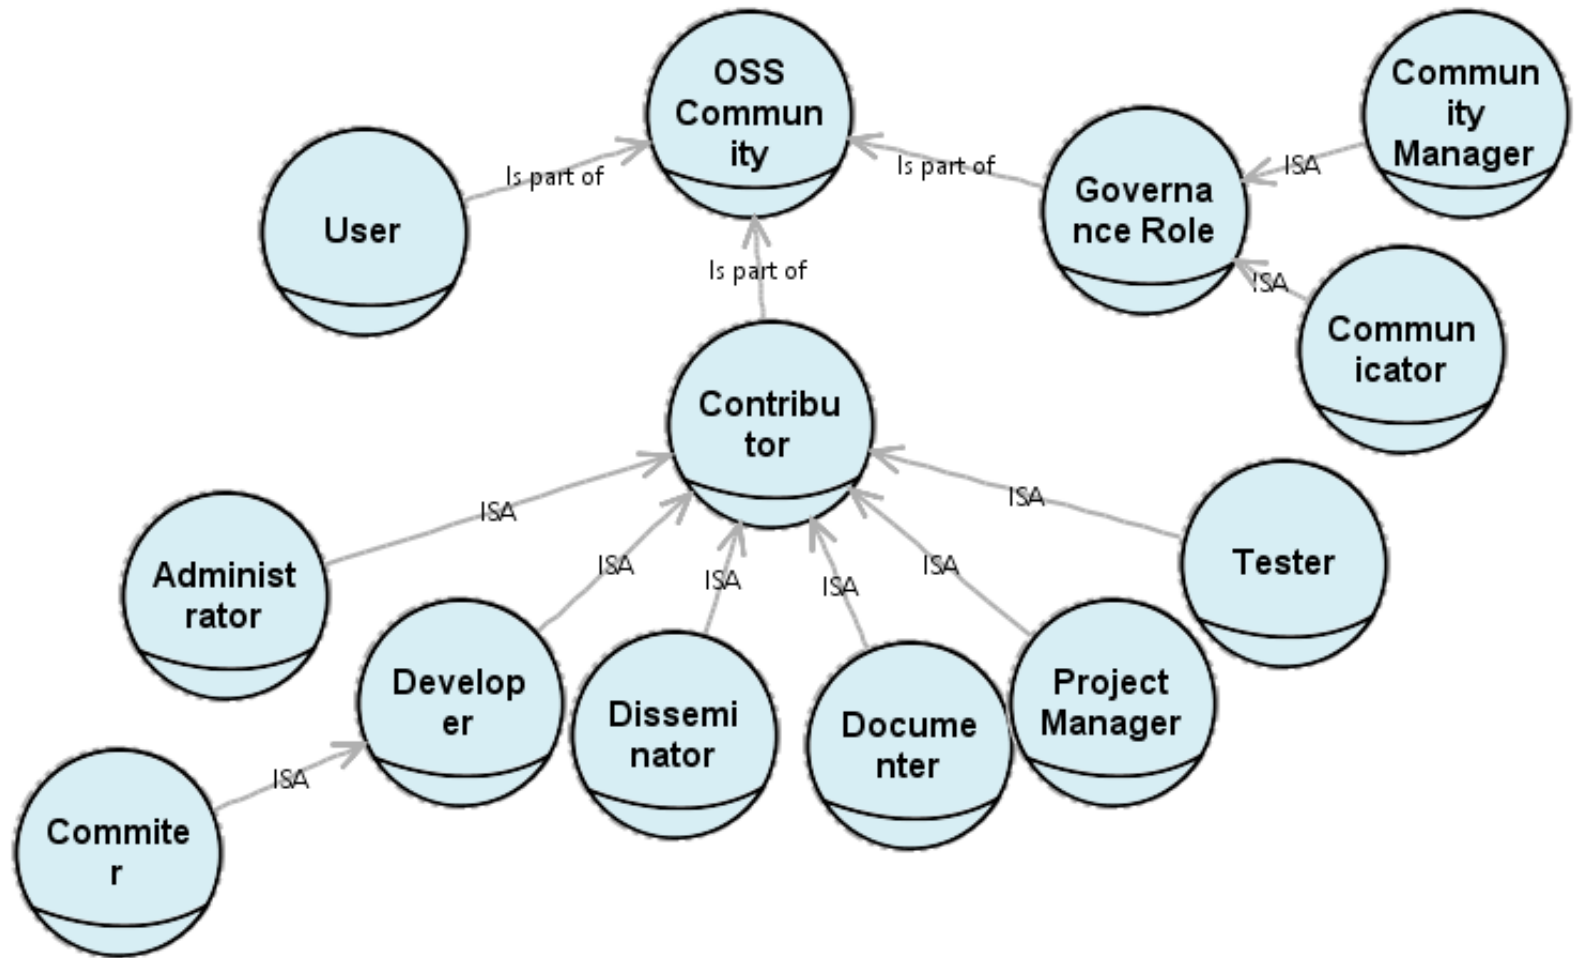 OSS
Commun
ity
Commun
ity
Manager
Is part of
Is part of
ISA
Governa
nce Role
User
Is part of
ISA
Commun
icator
Contribu
tor
ISA
ISA
Administ
rator
ISA
ISA
ISA
ISA
Tester
Develop
er
Dissemi
nator
Docume
nter
Project
Manager
ISA
Commite
r